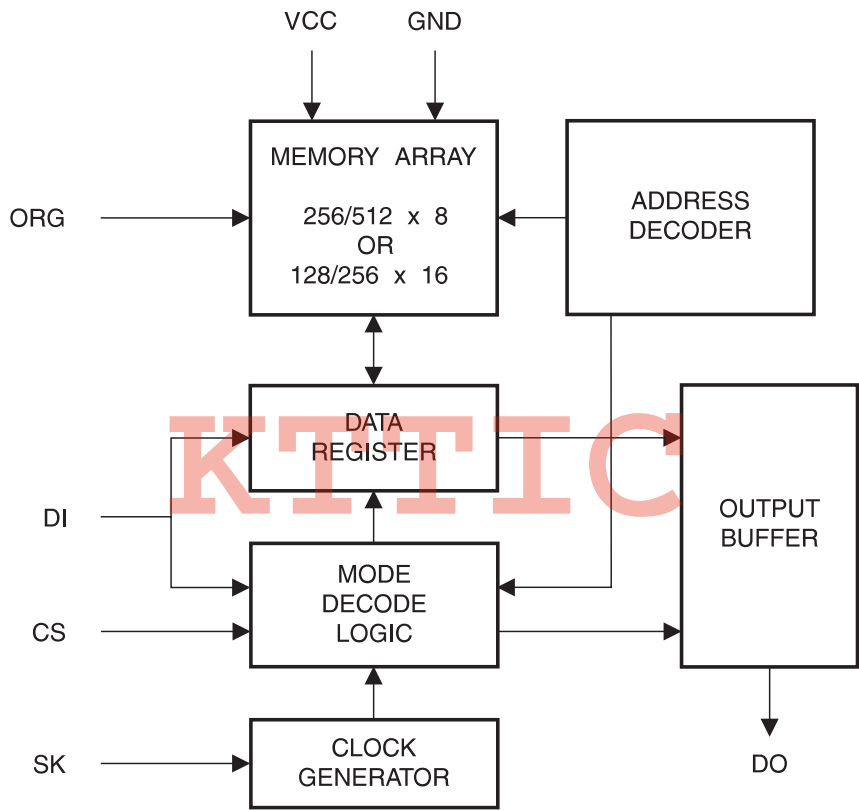 VCC
GND
MEMORY ARRAY
256/512 x 8
OR
128/256 x 16
ADDRESS
DECODER
ORG
DATA
REGISTER
KTTIC
DI
OUTPUT
BUFFER
MODE
DECODE
LOGIC
CS
CLOCK
GENERATOR
SK
DO